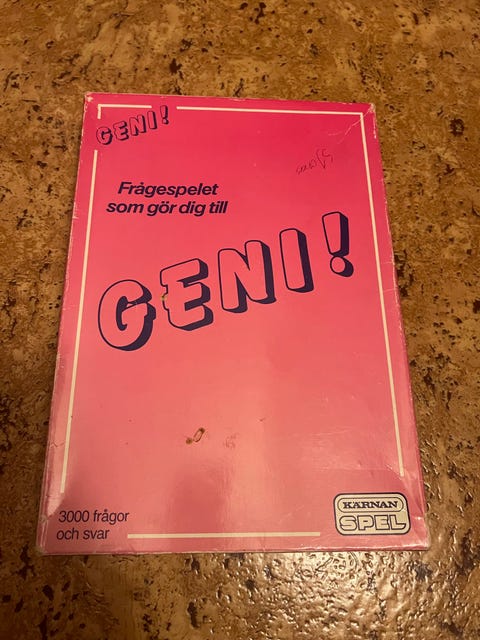 GENI!
Frågespelet
som gör dig till
GENI!
3000 frågor
och svar
KÄRNAN
SPEL